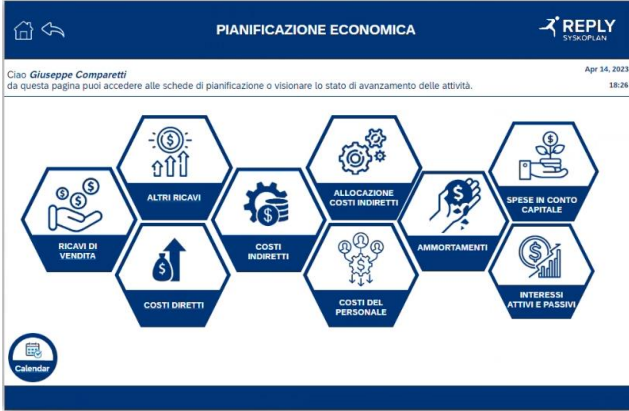 PIANIFICAZIONE ECONOMICA
REPLY
SYSKOPLAN
Ciao Giuseppe Comparetti
da questa pagina puoi accedere alle schede di pianificazione o visionare lo stato di avanzamento delle attività.
Apr 14, 2023
18:26
RICAVI DI
VENDITA
ALTRI RICAVI
COSTI DIRETTI
COSTI
INDIRETTI
ALLOCAZIONE
COSTI INDIRETTI
COSTI DEL
PERSONALE
AMMORTAMENTI
SPESE IN CONTO
CAPITALE
INTERESSI
ATTIVI E PASSIVI
Calendar